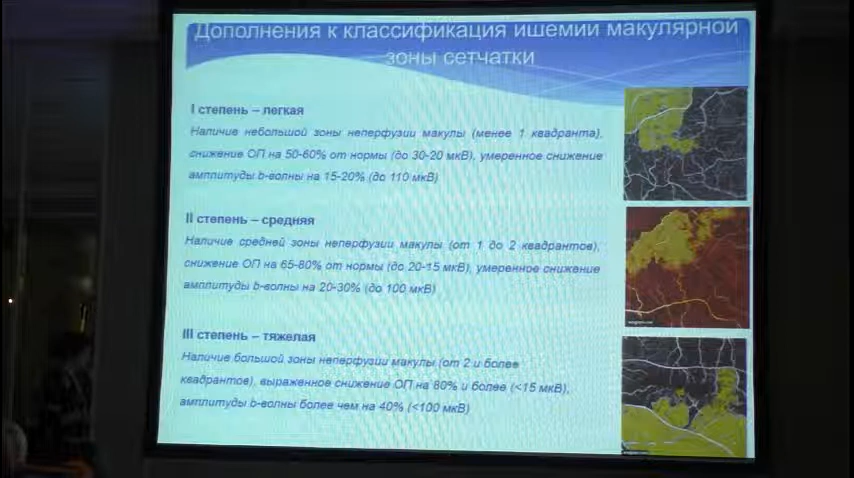 Дополнения к классификация ишемии макулярной
зоны сетчатки
I степень – легкая
Наличие небольшой зоны неперфузии макулы (менее 1 квадранта),
снижение ОП на 50-60% от нормы (до 30-20 мкВ), умеренное снижение
амплитуды b-волны на 15-20% (до 110 мкВ)
II степень – средняя
Наличие средней зоны неперфузии макулы (от 1 до 2 квадрантов),
снижение ОП на 65-80% от нормы (до 20-15 мкВ), умеренное снижение
амплитуды b-волны на 20-30% (до 100 мкВ)
III степень – тяжелая
Наличие большой зоны неперфузии макулы (от 2 и более
квадрантов), выраженное снижение ОП на 80% и более (<15 мкВ),
амплитуды b-волны более чем на 40% (<100 мкВ)